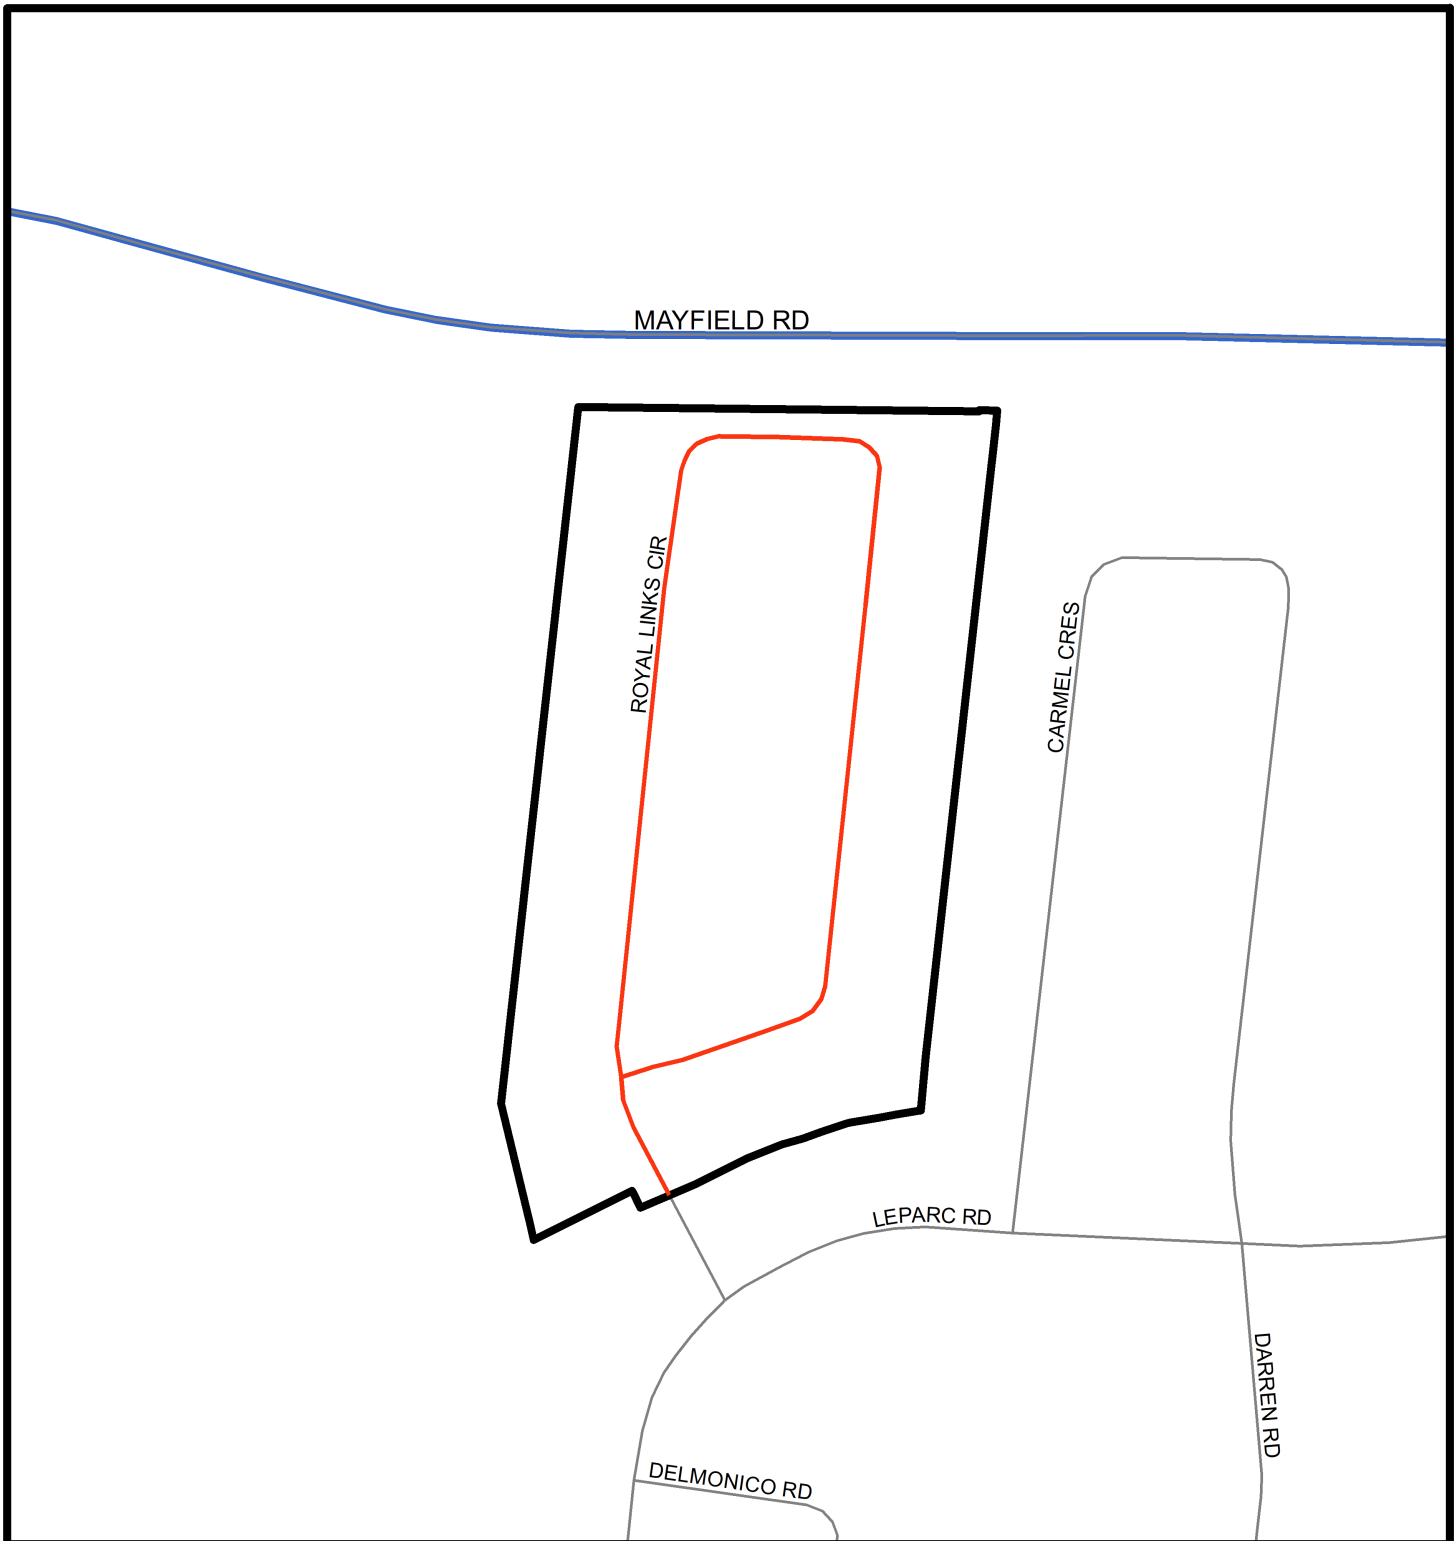 MAYFIELD RD
ROYAL LINKS CIR
CARMEL CRES
LEPARC RD
DARREN RD
DELMONICO RD